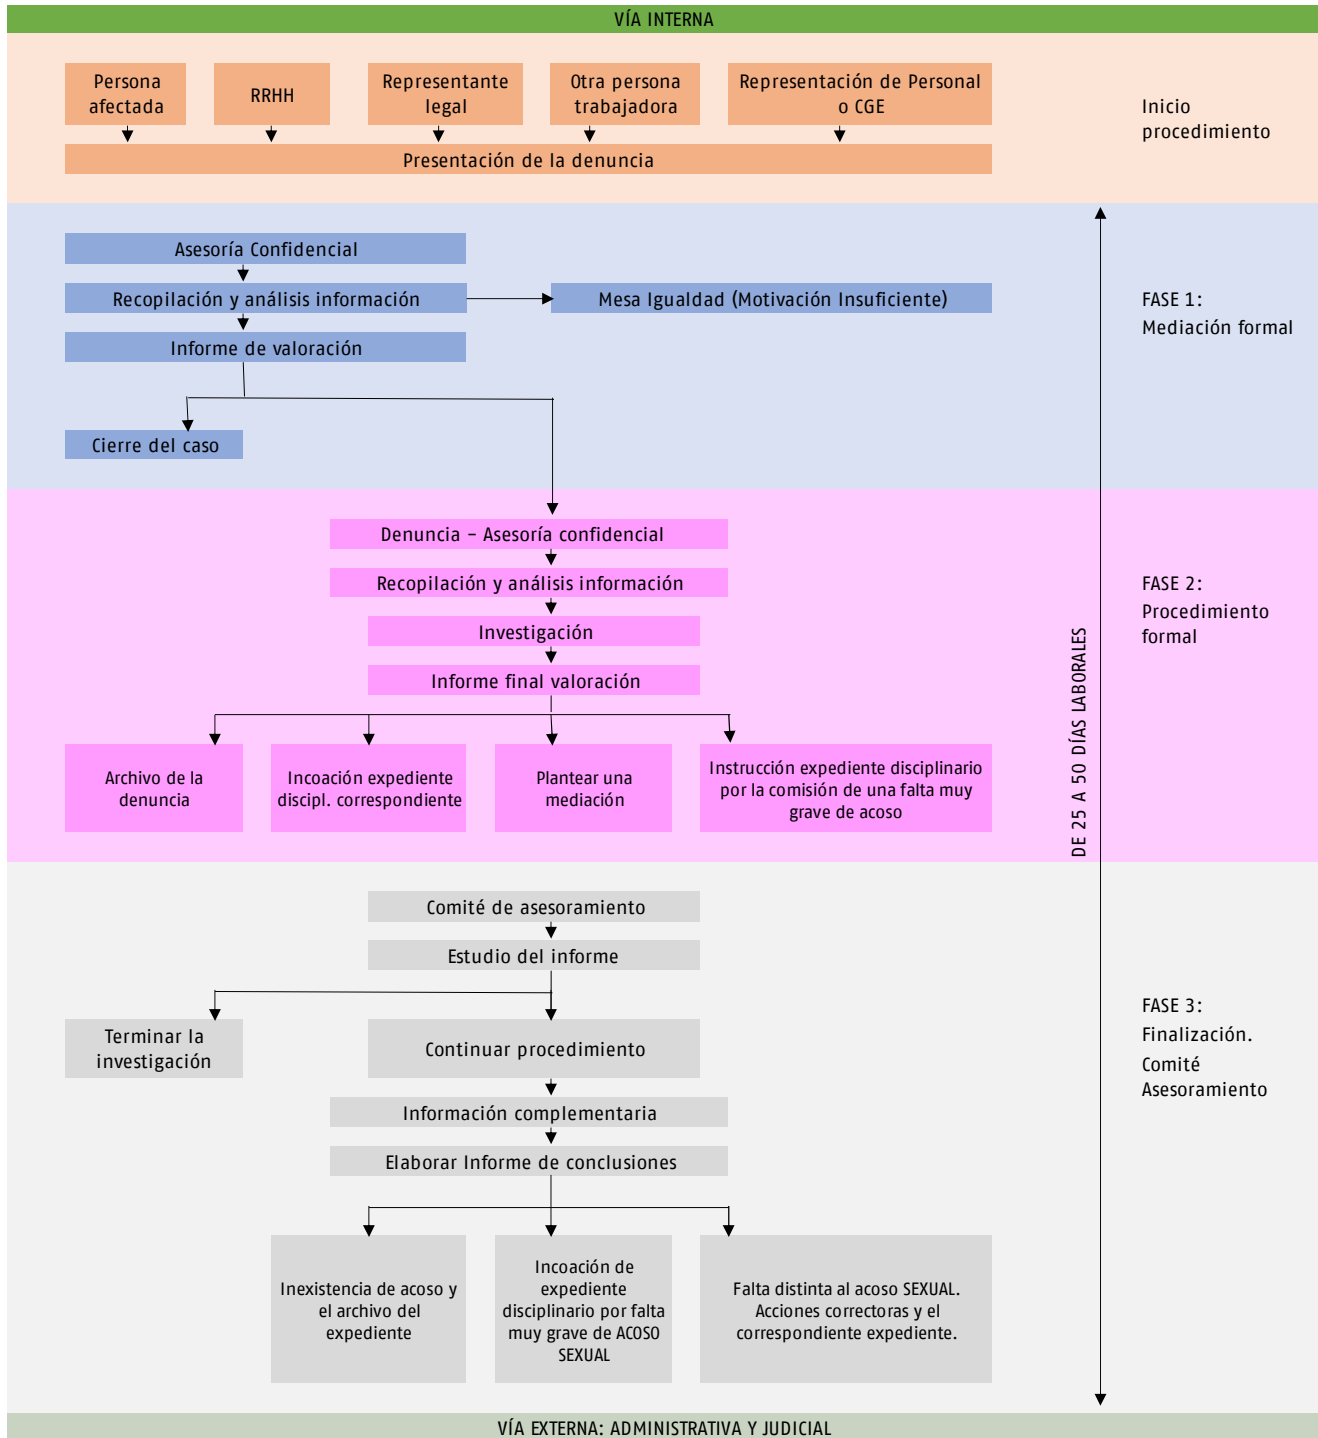 VÍA INTERNA
Persona
afectada
RRHH
Representante
legal
Otra persona
trabajadora
Representación de Personal
o CGE
Inicio
procedimiento
Presentación de la denuncia
Asesoría Confidencial
Recopilación y análisis información
Mesa Igualdad (Motivación Insuficiente)
Informe de valoración
Cierre del caso
FASE 1:
Mediación formal
Denuncia – Asesoría confidencial
Recopilación y análisis información
Investigación
Informe final valoración
Archivo de la
denuncia
Incoación expediente
discipl. correspondiente
Plantear una
mediación
Instrucción expediente disciplinario
por la comisión de una falta muy
grave de acoso
FASE 2:
Procedimiento
formal
DE 25 A 50 DÍAS LABORALES
Comité de asesoramiento
Estudio del informe
Terminar la
investigación
Continuar procedimiento
Información complementaria
Elaborar Informe de conclusiones
Inexistencia de acoso y
el archivo del
expediente
Incoación de
expediente
disciplinario por falta
muy grave de ACOSO
SEXUAL
Falta distinta al acoso SEXUAL.
Acciones correctoras y el
correspondiente expediente.
FASE 3:
Finalización.
Comité
Asesoramiento
VÍA EXTERNA: ADMINISTRATIVA Y JUDICIAL